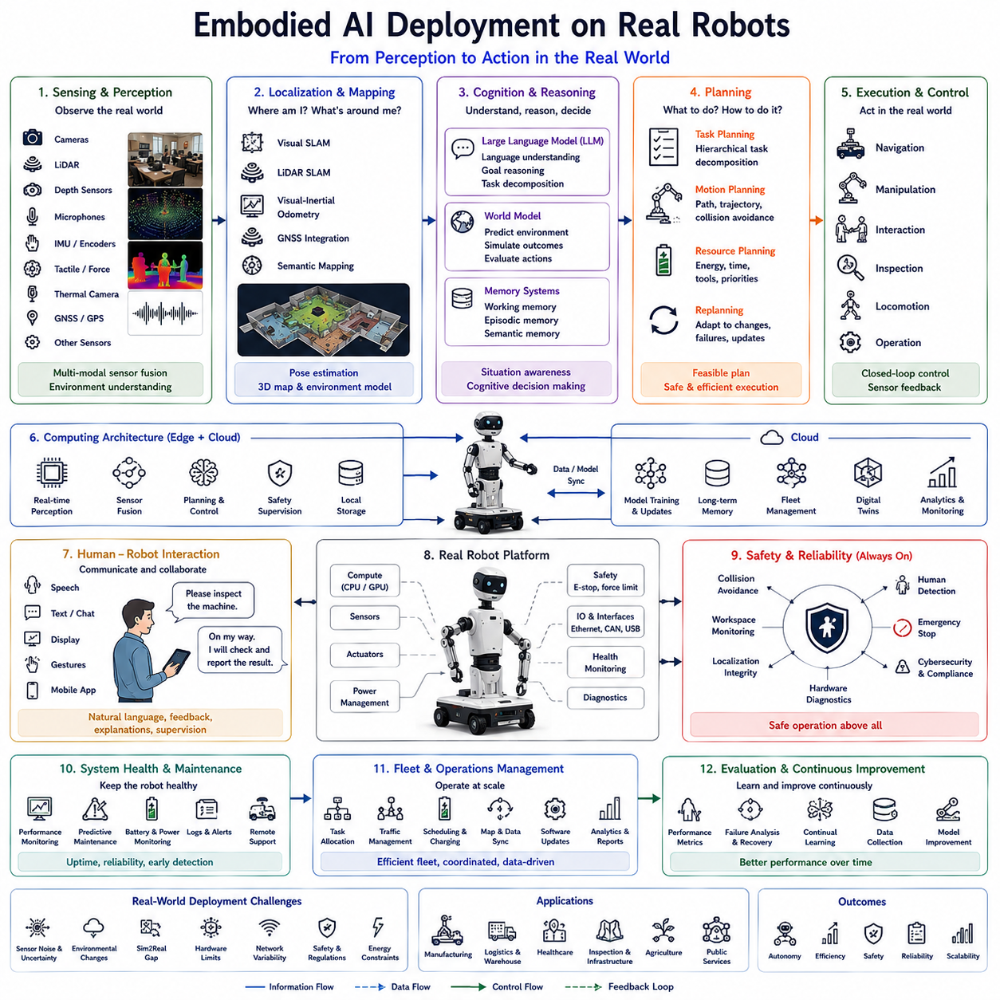 Embodied AI Deployment on Real Robots
From Perception to Action in the Real World
1. Sensing & Perception
Observe the real world
Cameras
LiDAR
Depth Sensors
Microphones
IMU / Encoders
Tactile / Force
Thermal Camera
GNSS / GPS
Other Sensors
Multi-modal sensor fusion
Environment understanding
2. Localization & Mapping
Where am I? What's around me?
Visual SLAM
LiDAR SLAM
Visual-Inertial
Odometry
GNSS Integration
Semantic Mapping
Pose estimation
3D map & environment model
3. Cognition & Reasoning
Understand, reason, decide
Large Language Model (LLM)
Language understanding
Goal reasoning
Task decomposition
World Model
Predict environment
Simulate outcomes
Evaluate actions
Memory Systems
Working memory
Episodic memory
Semantic memory
Situation awareness
Cognitive decision making
4. Planning
What to do? How to do it?
Task Planning
Hierarchical task
decomposition
Motion Planning
Path, trajectory,
collision avoidance
Resource Planning
Energy, time,
tools, priorities
Replanning
Adapt to changes,
failures, updates
Feasible plan
Safe & efficient execution
5. Execution & Control
Act in the real world
Navigation
Manipulation
Interaction
Inspection
Locomotion
Operation
Closed-loop control
Sensor feedback
6. Computing Architecture (Edge + Cloud)
Real-time
Perception
Sensor
Fusion
Planning &
Control
Safety
Supervision
Local
Storage
Data / Model
Sync
Cloud
Model Training
& Updates
Long-term
Memory
Fleet
Management
Digital
Twins
Analytics &
Monitoring
7. Human – Robot Interaction
Communicate and collaborate
Speech
Text / Chat
Display
Gestures
Mobile App
Please inspect
the machine.
On my way.
I will check and
report the result.
Natural language, feedback,
explanations, supervision
8. Real Robot Platform
Compute
(CPU / GPU)
Sensors
Actuators
Power
Management
Safety
E-stop, force limit
IO & Interfaces
Ethernet, CAN, USB
Health
Monitoring
Diagnostics
9. Safety & Reliability (Always On)
Collision
Avoidance
Workspace
Monitoring
Localization
Integrity
Hardware
Diagnostics
Human
Detection
Emergency
Stop
Cybersecurity
& Compliance
Safe operation above all
10. System Health & Maintenance
Keep the robot healthy
Performance
Monitoring
Predictive
Maintenance
Battery & Power
Monitoring
Logs & Alerts
Remote
Support
Uptime, reliability, early detection
11. Fleet & Operations Management
Operate at scale
Task
Allocation
Traffic
Management
Scheduling &
Charging
Map & Data
Sync
Software
Updates
Analytics &
Reports
Efficient fleet, coordinated, data-driven
12. Evaluation & Continuous Improvement
Learn and improve continuously
Performance
Metrics
Failure Analysis
& Recovery
Continual
Learning
Data
Collection
Model
Improvement
Better performance over time
Real-World Deployment Challenges
Sensor Noise &
Uncertainty
Environmental
Changes
Sim2Real
Gap
Hardware
Limits
Network
Variability
Safety &
Regulations
Energy
Constraints
Applications
Manufacturing
Logistics &
Warehouse
Healthcare
Inspection &
Infrastructure
Agriculture
Public
Services
Outcomes
Autonomy
Efficiency
Safety
Reliability
Scalability
Information Flow
Data Flow
Control Flow
Feedback Loop